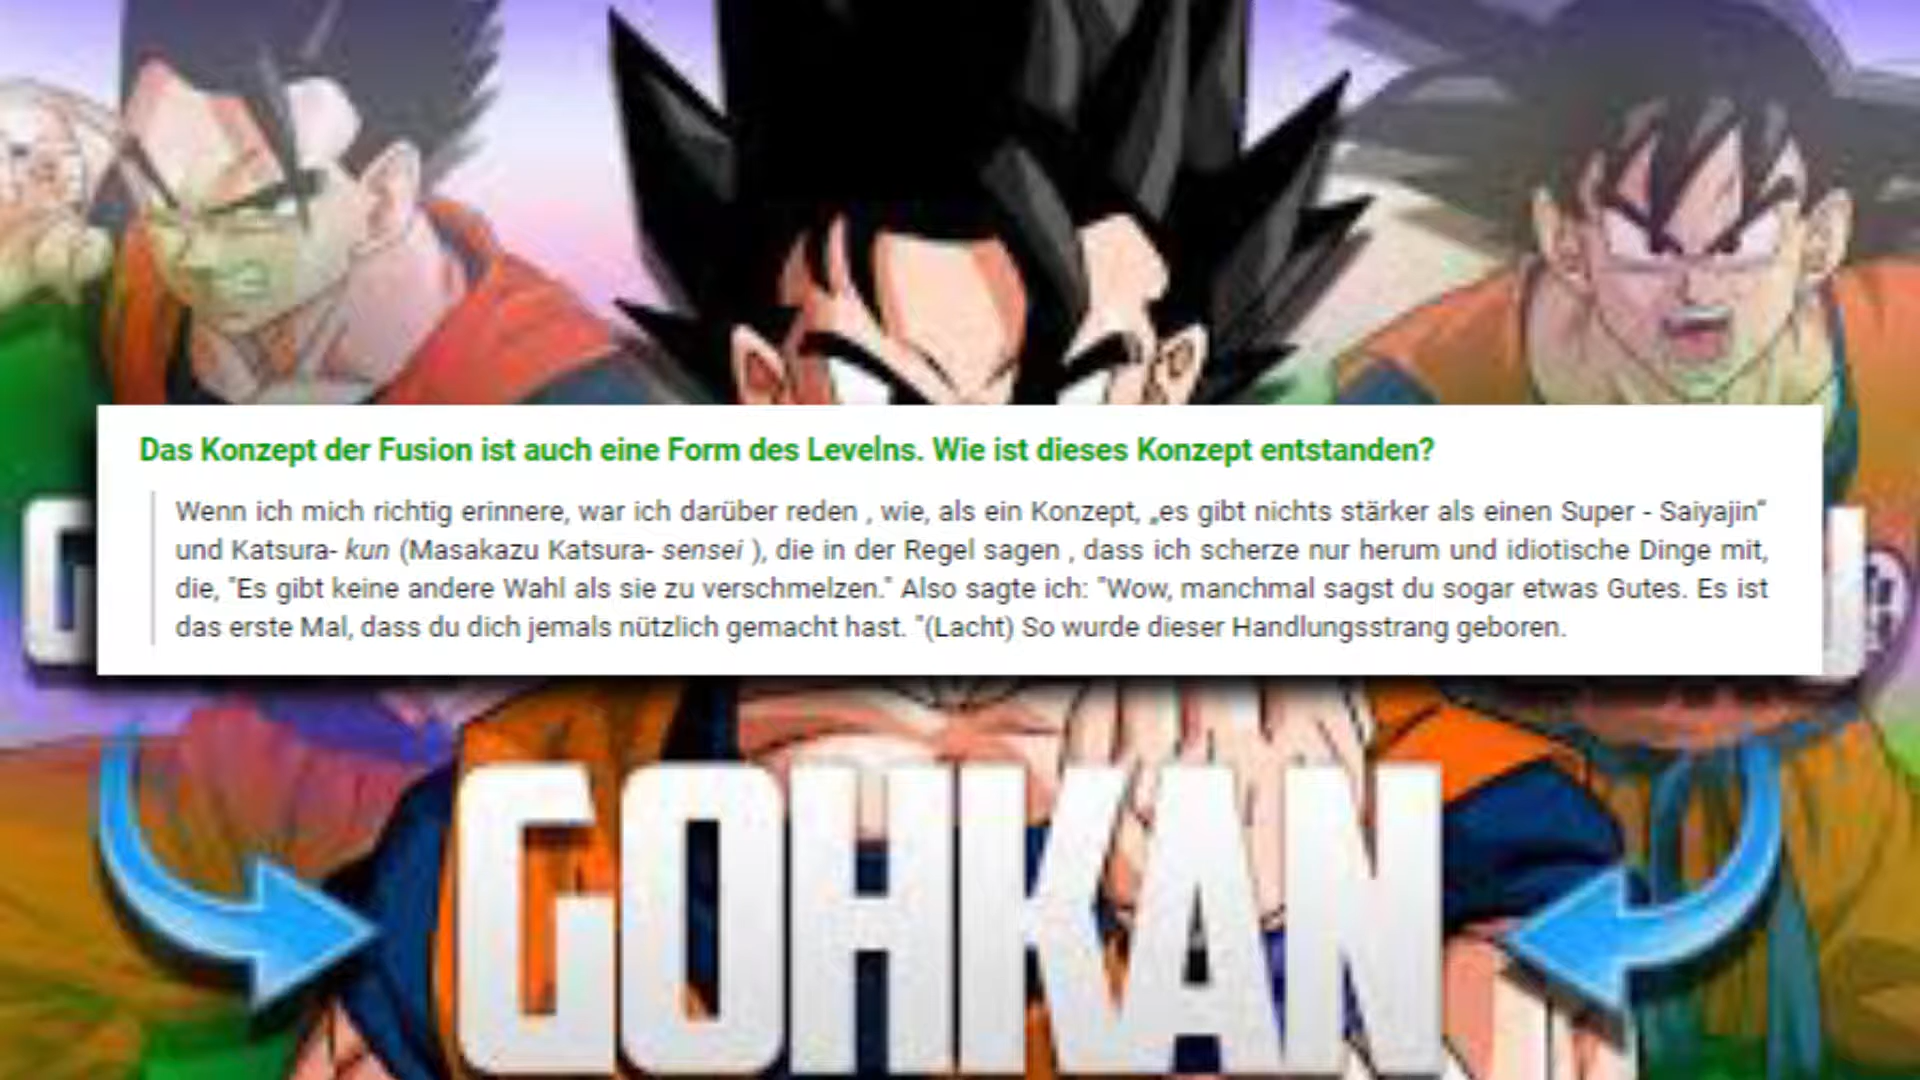 Das Konzept der Fusion ist auch eine Form des Levelns. Wie ist dieses Konzept entstanden?
Wenn ich mich richtig erinnere, war ich darüber reden , wie, als ein Konzept, „es gibt nichts stärker als einen Super - Saiyajin“
und Katsura- kun (Masakazu Katsura- sensei ), die in der Regel sagen , dass ich scherze nur herum und idiotische Dinge mit,
die, "Es gibt keine andere Wahl als sie zu verschmelzen." Also sagte ich: "Wow, manchmal sagst du sogar etwas Gutes. Es ist
das erste Mal, dass du dich jemals nützlich gemacht hast. "(Lacht) So wurde dieser Handlungsstrang geboren.
GOHKAN